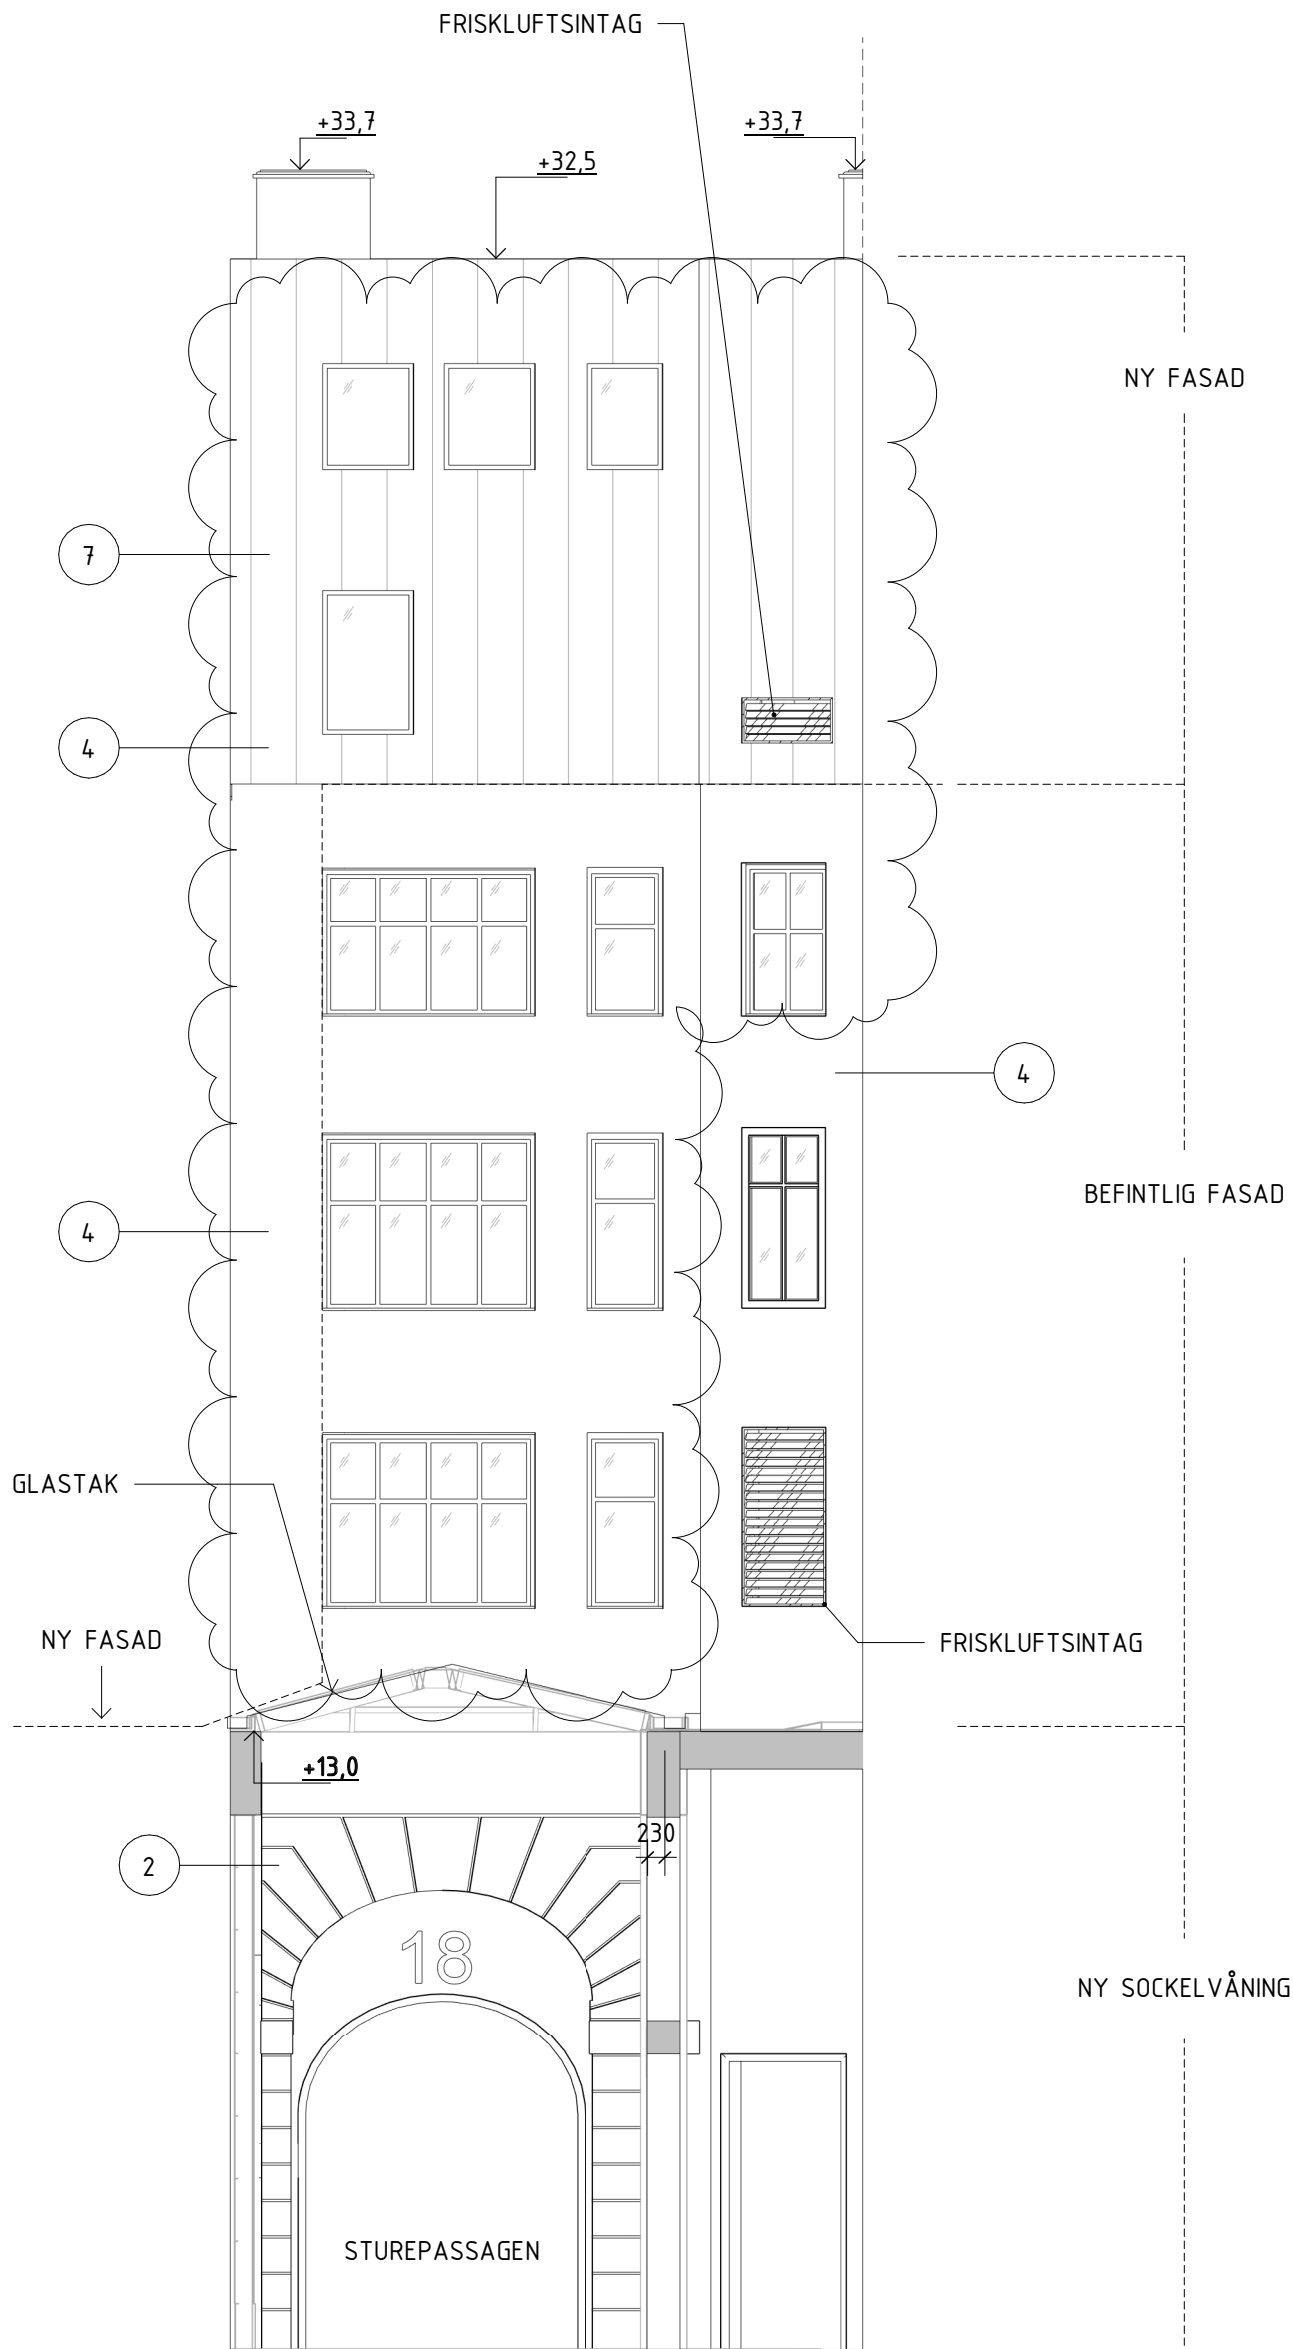 FRISKLUFTSINTAG
+33,7
+33,7
+32,5
NY FASAD
7
4
4
BEFINTLIG FASAD
4
GLASTAK
NY FASAD
FRISKLUFTSINTAG
+13,0
230
2
18
NY SOCKELVÅNING
STUREPASSAGEN